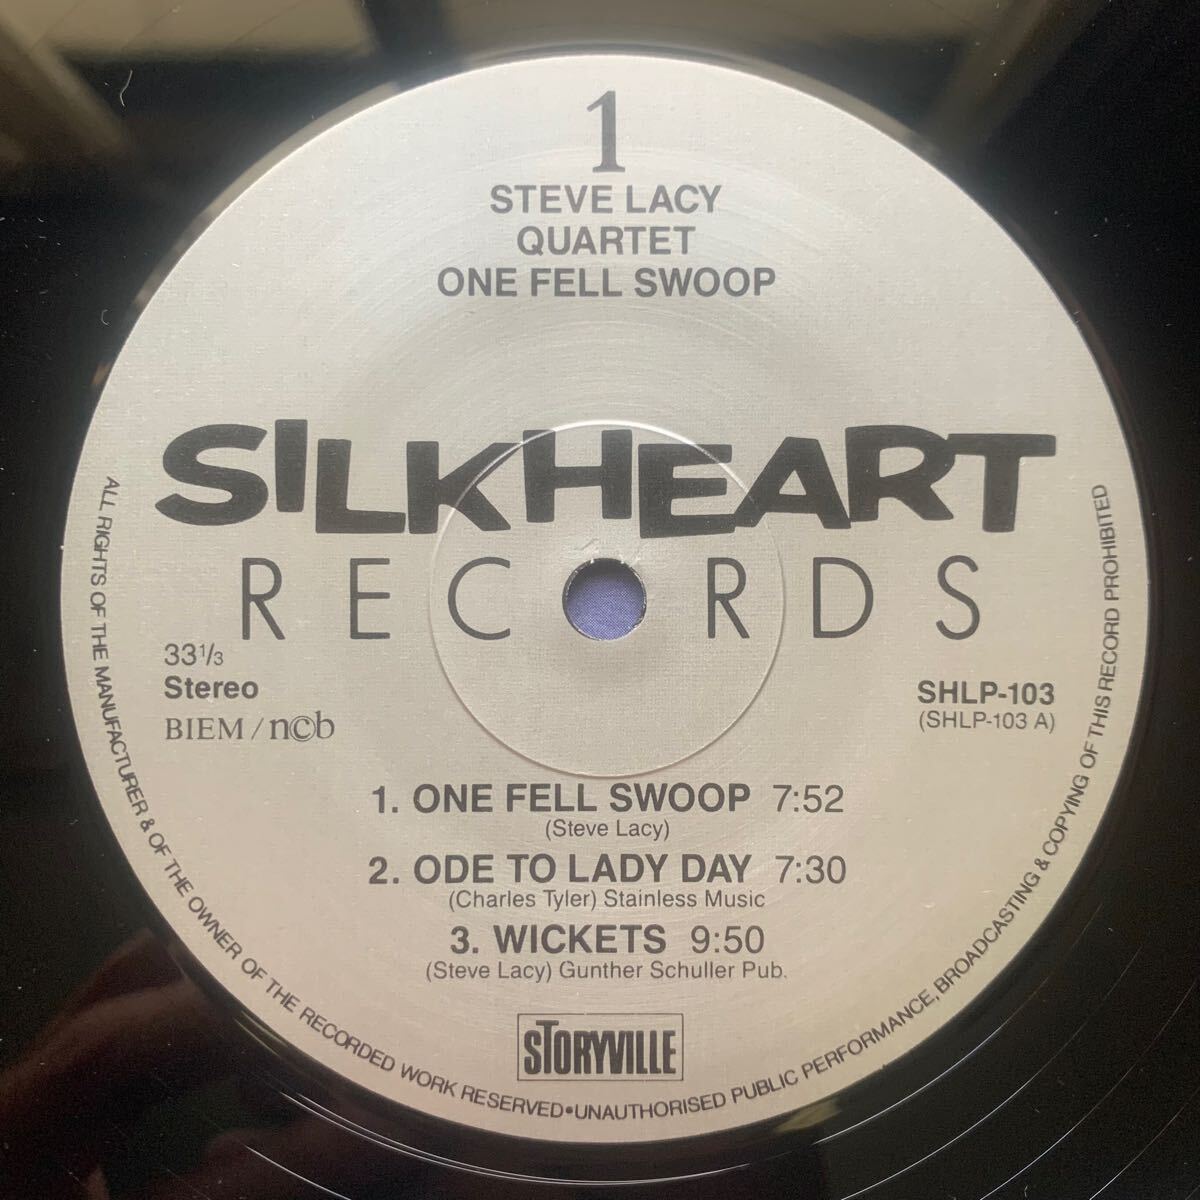 1
STEVE LACY
QUARTET
ONE FELL SWOOP
SILKHEART
RECORDS
33⅓
Stereo
BIEM / n©b
SHLP-103
(SHLP-103 A)
1. ONE FELL SWOOP 7:52
(Steve Lacy)
2. ODE TO LADY DAY 7:30
(Charles Tyler) Stainless Music
3. WICKETS 9:50
(Steve Lacy) Gunther Schuller Pub.
STORYVILLE
ALL RIGHTS OF THE MANUFACTURER & OF THE OWNER OF THE RECORDED WORK RESERVED•UNAUTHORISED PUBLIC PERFORMANCE, BROADCASTING & COPYING OF THIS RECORD PROHIBITED